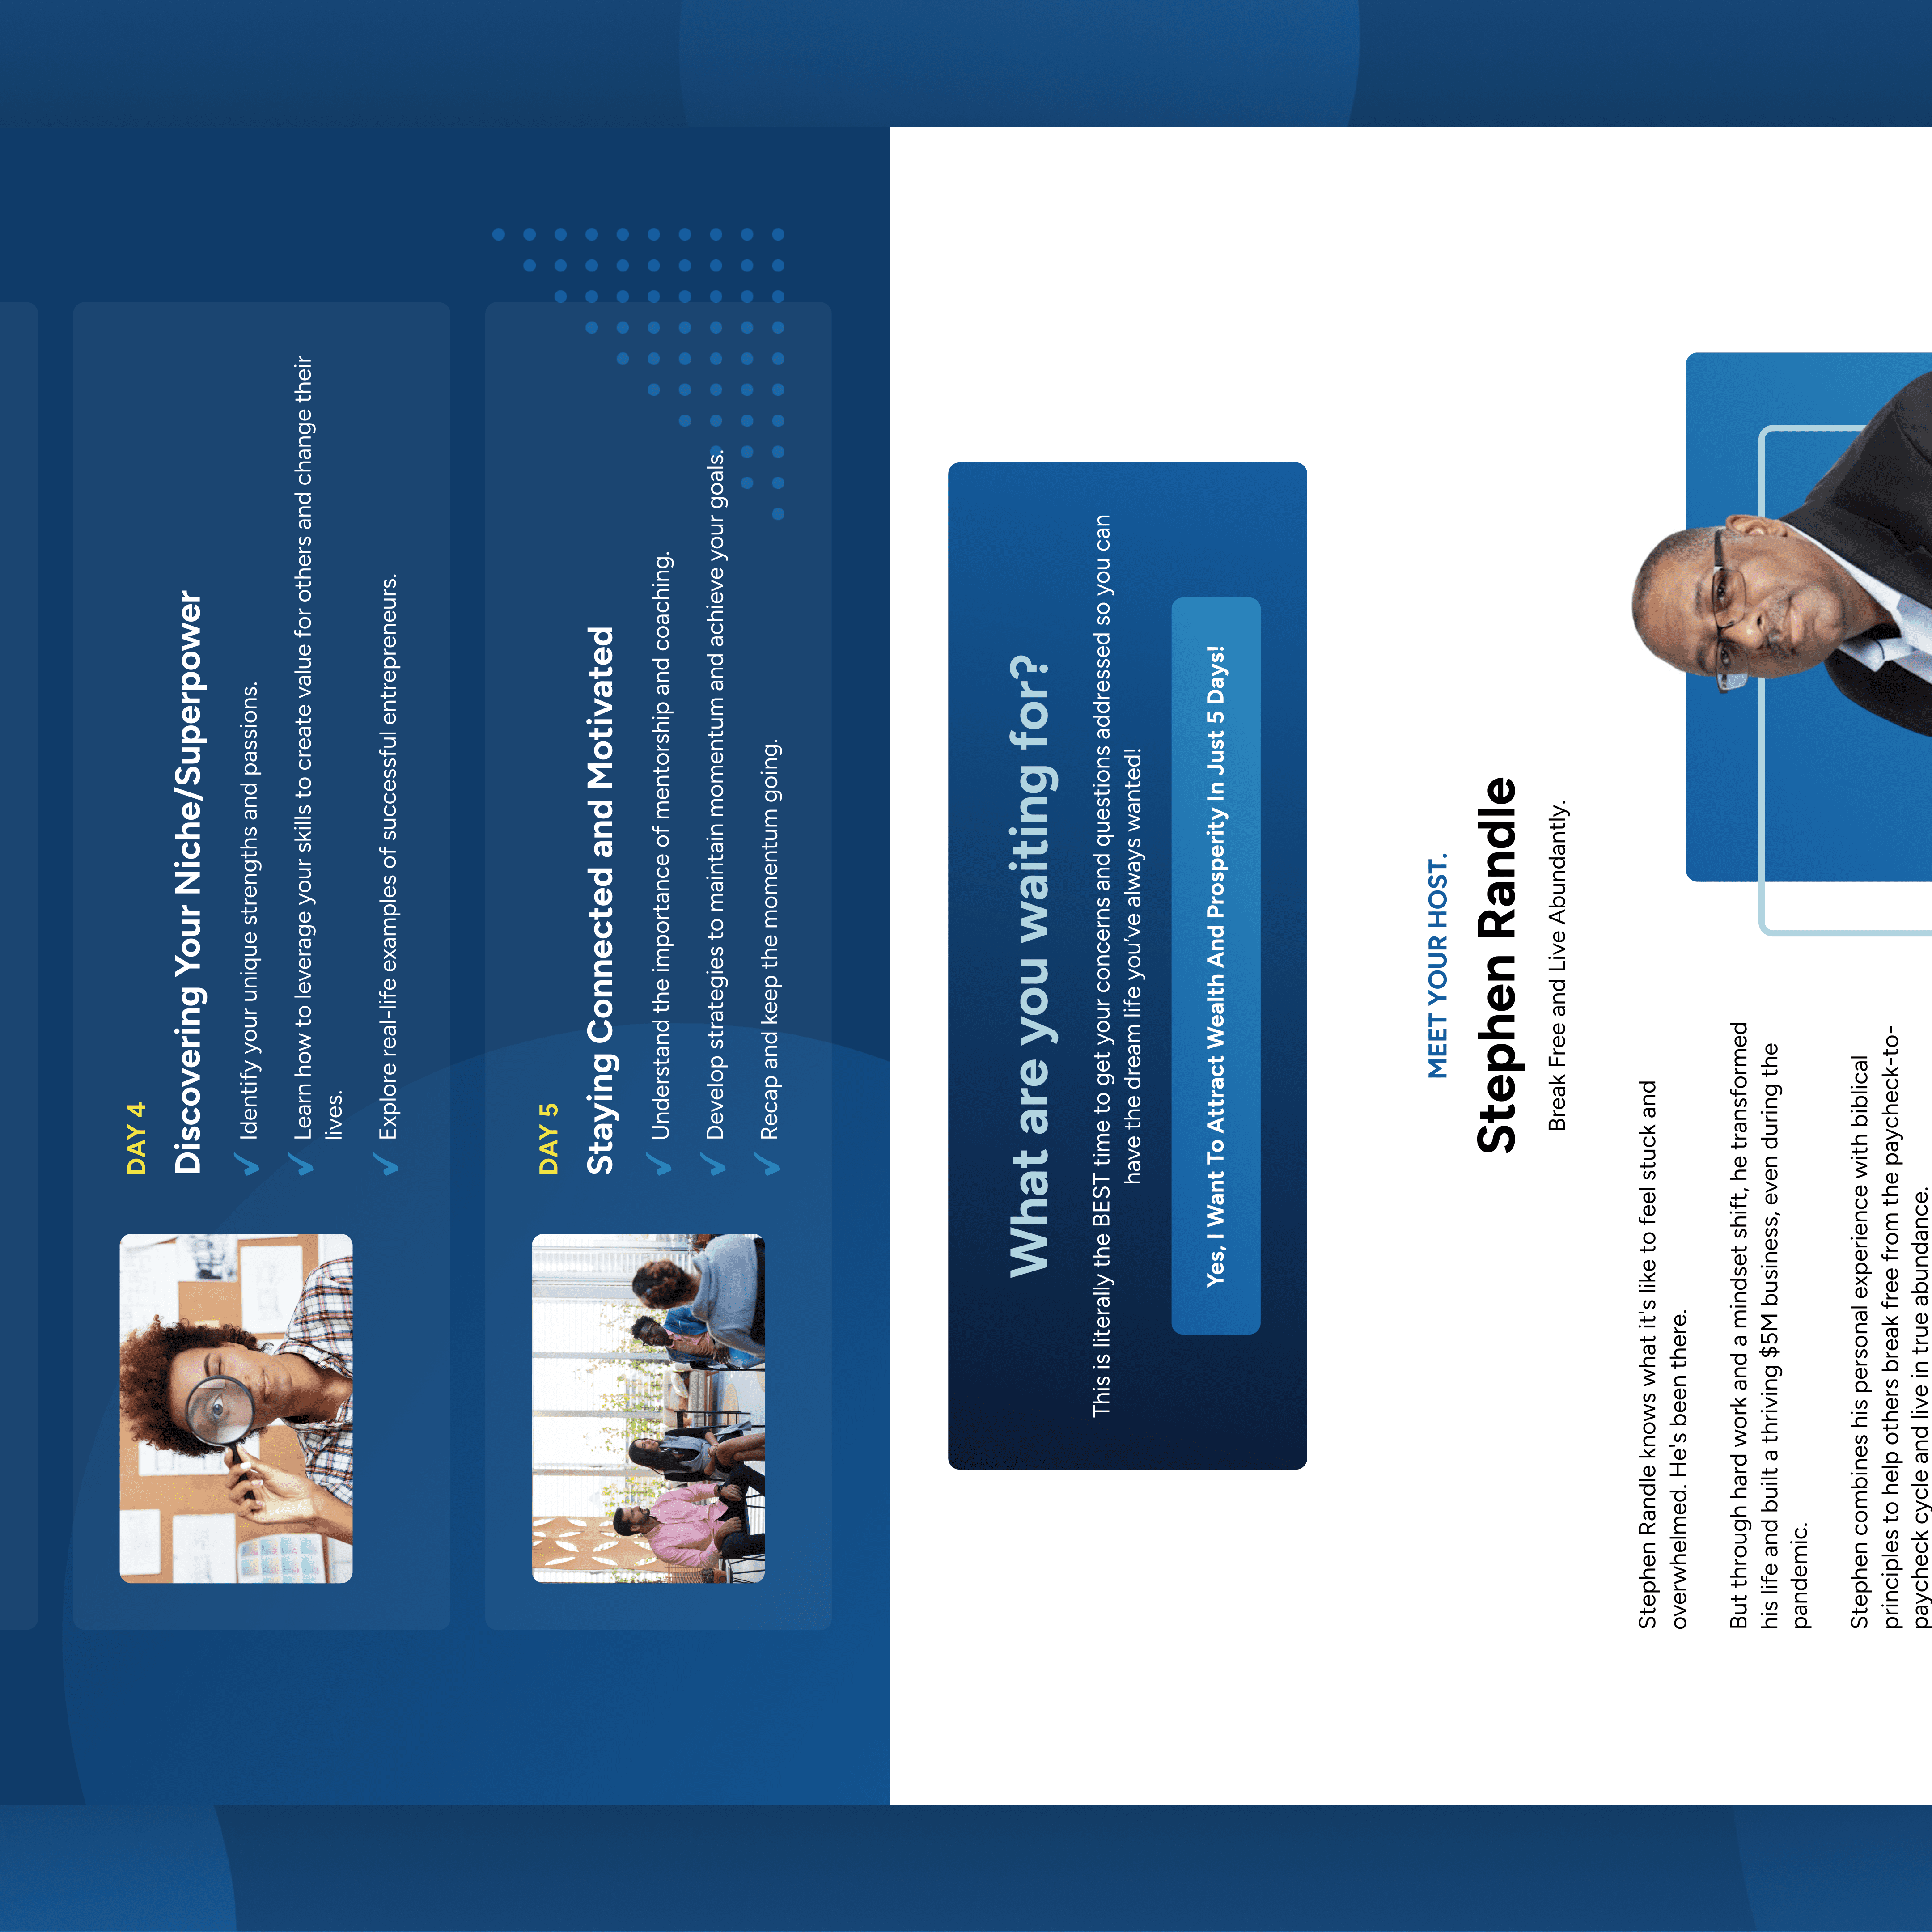 DAY 4
Discovering Your Niche/Superpower
Identify your unique strengths and passions.
Learn how to leverage your skills to create value for others and change their
lives.
Explore real-life examples of successful entrepreneurs.
DAY 5
Staying Connected and Motivated
Understand the importance of mentorship and coaching.
Develop strategies to maintain momentum and achieve your goals.
Recap and keep the momentum going.
What are you waiting for?
This is literally the BEST time to get your concerns and questions addressed so you can
have the dream life you’ve always wanted!
Yes, I Want To Attract Wealth And Prosperity In Just 5 Days!
MEET YOUR HOST.
Stephen Randle
Break Free and Live Abundantly.
Stephen Randle knows what it's like to feel stuck and
overwhelmed. He's been there.
But through hard work and a mindset shift, he transformed
his life and built a thriving $5M business, even during the
pandemic.
Stephen combines his personal experience with biblical
principles to help others break free from the paycheck-to-
paycheck cycle and live in true abundance.